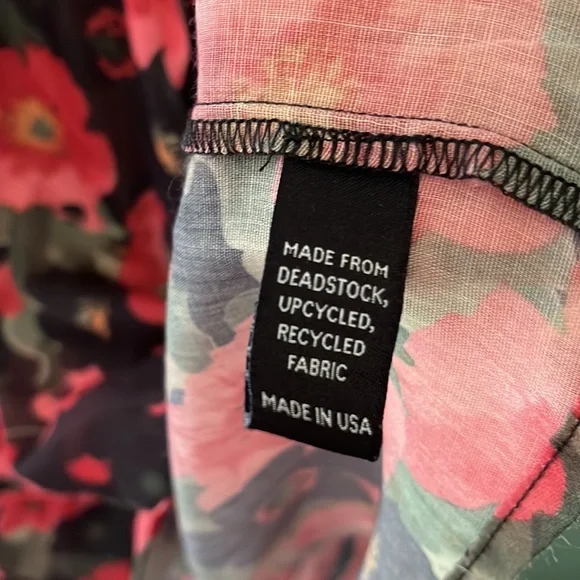 MADE FROM
DEADSTOCK,
UPCYCLED,
RECYCLED
FABRIC
MADE IN USA